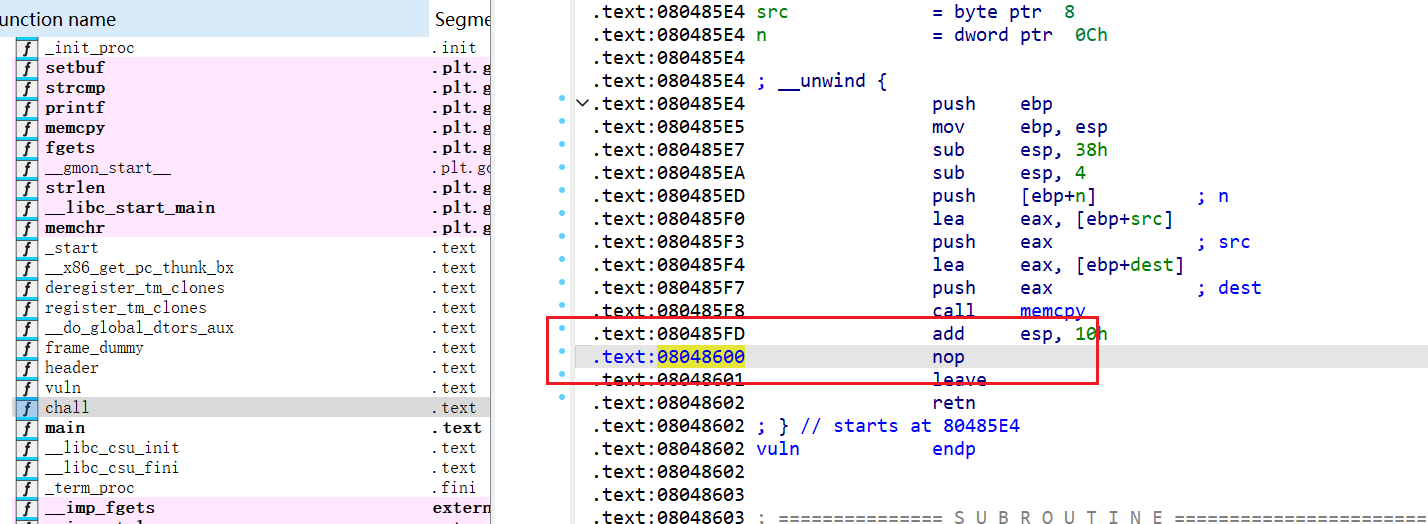 unction name
Segme
f _init_proc .init
f setbuf .plt.g
f strcmp .plt.g
f printf .plt.g
f memcpy .plt.g
f fgets .plt.g
f __gmon_start__ .plt.go
f strlen .plt.g
f __libc_start_main .plt.g
f memchr .plt.g
f _start .text
f __x86_get_pc_thunk_bx .text
f deregister_tm_clones .text
f register_tm_clones .text
f __do_global_dtors_aux .text
f frame_dummy .text
f header .text
f vuln .text
f chall .text
f main .text
f __libc_csu_init .text
f __libc_csu_fini .text
f _term_proc .fini
f __imp_fgets extern
.text:080485E4 src = byte ptr 8
.text:080485E4 n = dword ptr 0Ch
.text:080485E4
.text:080485E4 ; __unwind {
.text:080485E4 push ebp
.text:080485E5 mov ebp, esp
.text:080485E7 sub esp, 38h
.text:080485EA sub esp, 4
.text:080485ED push [ebp+n] ; n
.text:080485F0 lea eax, [ebp+src]
.text:080485F3 push eax ; src
.text:080485F4 lea eax, [ebp+dest]
.text:080485F7 push eax ; dest
.text:080485F8 call memcpy
.text:080485FD add esp, 10h
.text:08048600 nop
.text:08048601 leave
.text:08048602 retn
.text:08048602 ; } // starts at 80485E4
.text:08048602 vuln endp
.text:08048602
.text:08048603
.text:08048603 ; =============== S U B R O U T I N E =======================